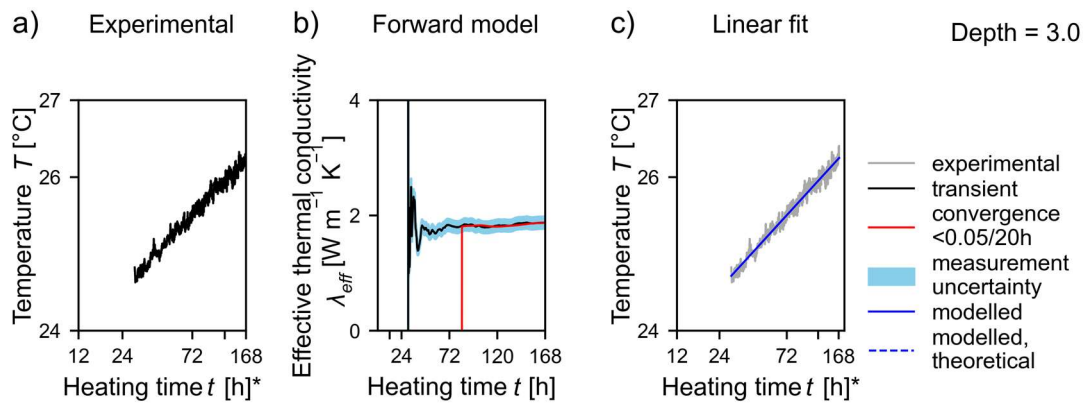 a) Experimental
b) Forward model
c) Linear fit
Depth = 3.0
Temperature T [°C]
27
26
24
12 24 72 168
Heating time t [h]*
Effective thermal conductivity
λeff [W m⁻¹ K⁻¹]
4
2
0
24 72 120 168
Heating time t [h]
Temperature T [°C]
27
26
24
12 24 72 168
Heating time t [h]*
experimental
transient
convergence
<0.05/20h
measurement
uncertainty
modelled
modelled,
theoretical